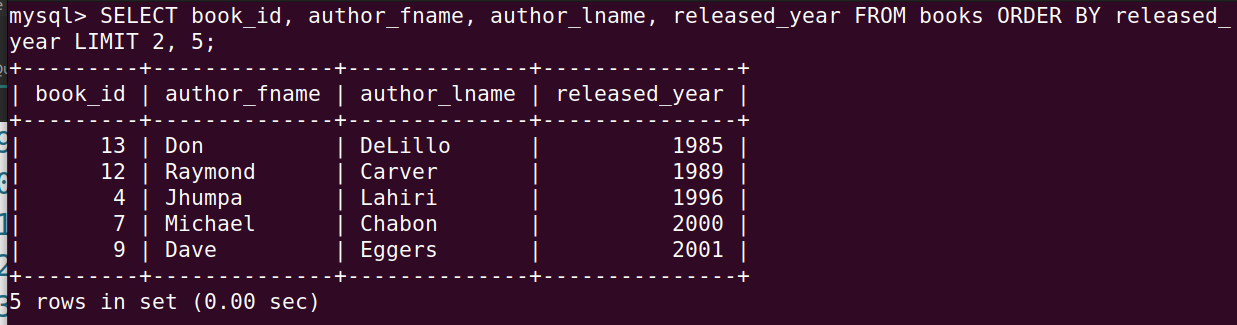 mysql> SELECT book_id, author_fname, author_lname, released_year FROM books ORDER BY released_
year LIMIT 2, 5;
+---------+--------------+--------------+---------------+
| book_id | author_fname | author_lname | released_year |
+---------+--------------+--------------+---------------+
|      13 | Don          | DeLillo      |          1985 |
|      12 | Raymond      | Carver       |          1989 |
|       4 | Jhumpa       | Lahiri       |          1996 |
|       7 | Michael      | Chabon       |          2000 |
|       9 | Dave         | Eggers       |          2001 |
+---------+--------------+--------------+---------------+
5 rows in set (0.00 sec)